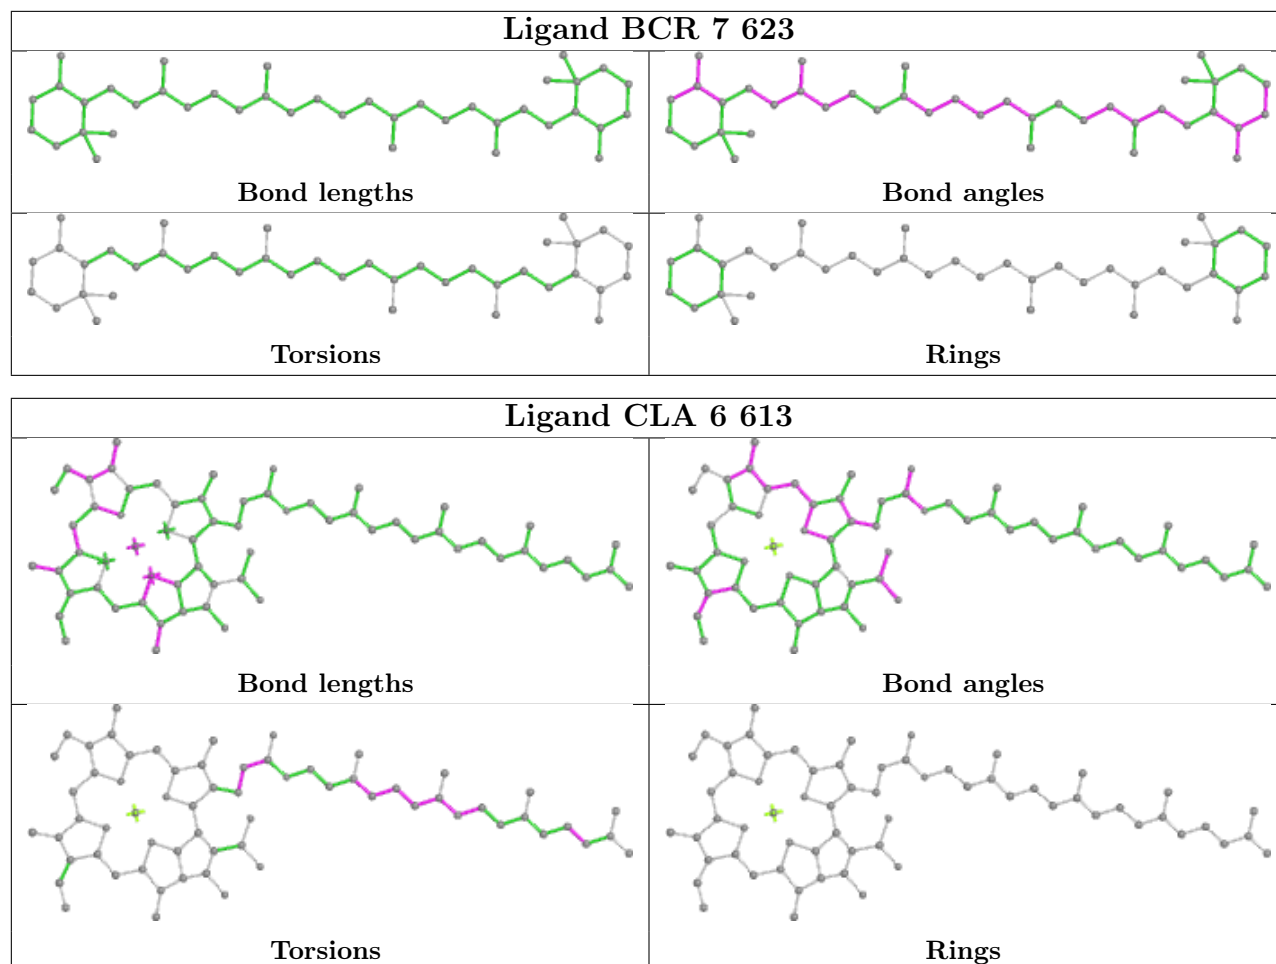 Ligand BCR 7 623
Bond lengths
Bond angles
Torsions
Rings
Ligand CLA 6 613
Bond lengths
Bond angles
Torsions
Rings